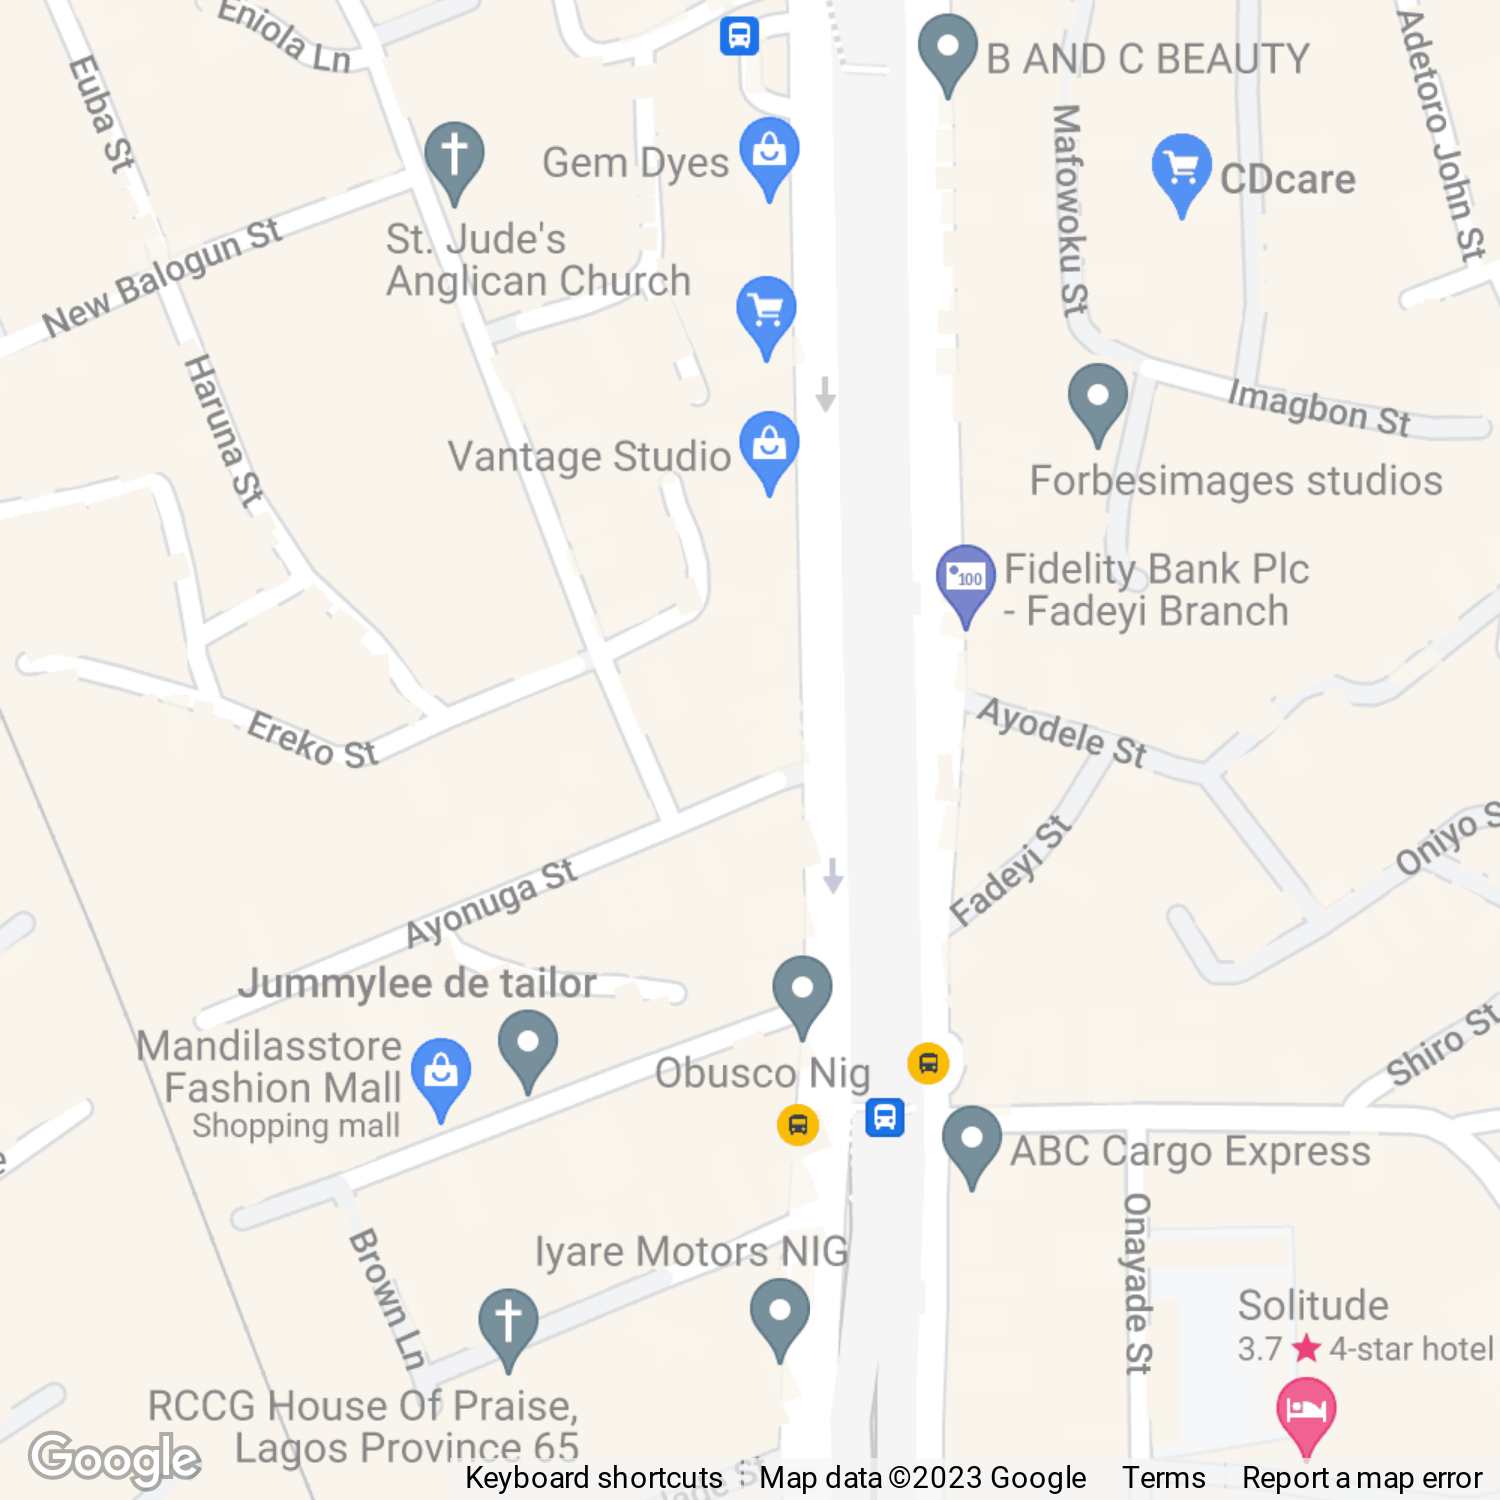 Eniola Ln
B AND C BEAUTY
Adetoro John St
Euba St
Mafowoku St
Gem Dyes
CDcare
St. Jude's
Anglican Church
New Balogun St
Haruna St
Imagbon St
Vantage Studio
Forbesimages studios
100
Fidelity Bank Plc
- Fadeyi Branch
Ereko St
Ayodele St
Fadeyi St
Oniyo S
Ayonuga St
Jummylee de tailor
Mandilasstore
Fashion Mall
Shopping mall
Obusco Nig
Shiro St
ABC Cargo Express
Onayade St
Brown Ln
Iyare Motors NIG
Solitude
3.7 ★ 4-star hotel
RCCG House Of Praise,
Lagos Province 65
Google
Keyboard shortcuts
Map data ©2023 Google
Terms
Report a map error